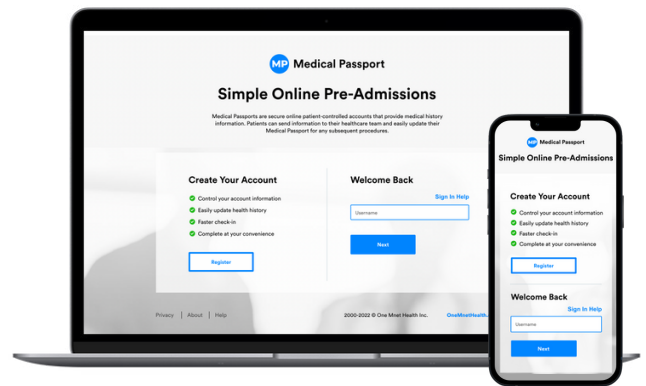 MP Medical Passport
Simple Online Pre-Admissions
Medical Passports are secure online patient-controlled accounts that provide medical history
information. Patients can send information to their healthcare team and easily update their
Medical Passport for any subsequent procedures.
Create Your Account
Control your account information
Easily update health history
Faster check-in
Complete at your convenience
Register
Welcome Back
Sign In Help
Username
Next
Privacy | About | Help
2000-2022 © One Mnet Health Inc.
OneMnetHealth.
MP Medical Passport
Simple Online Pre-Admissions
Create Your Account
Control your account information
Easily update health history
Faster check-in
Complete at your convenience
Register
Welcome Back
Sign In Help
Username
Next